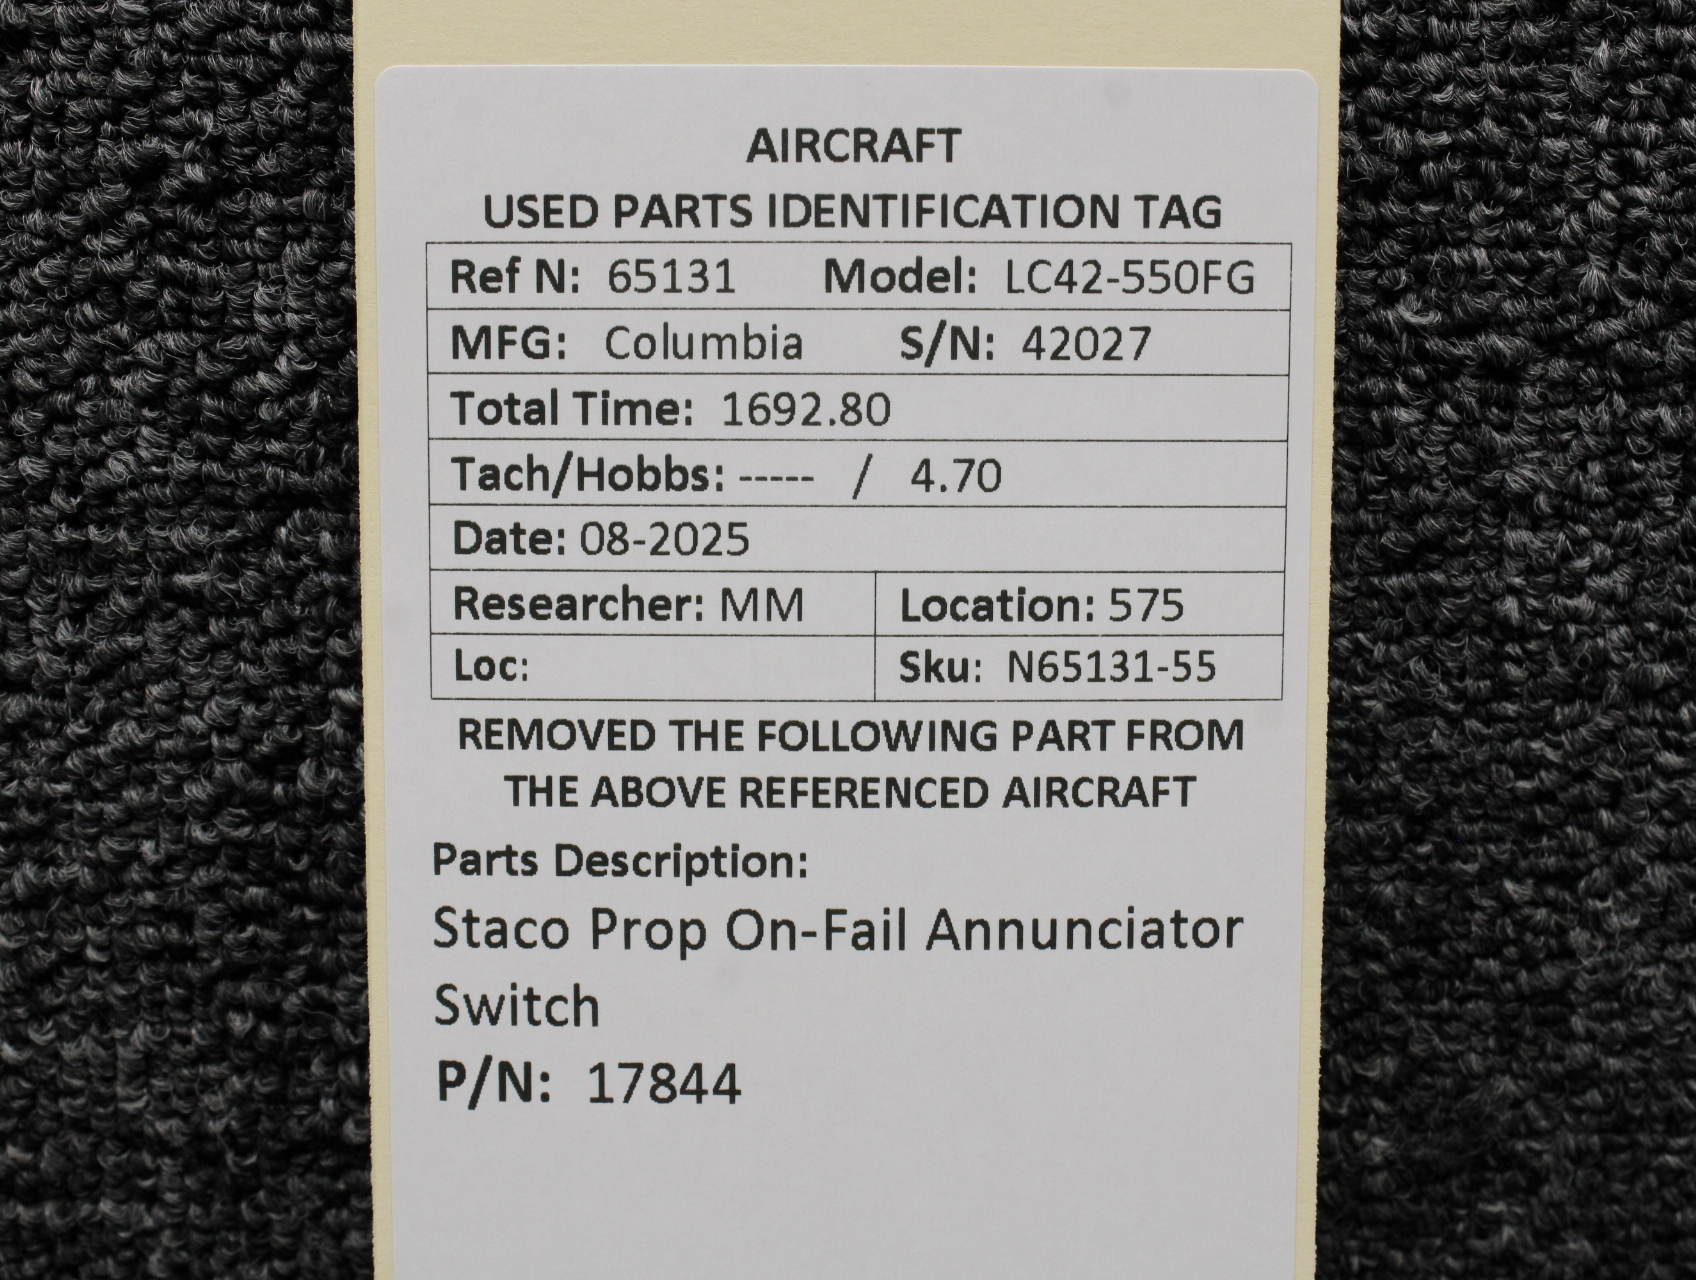 AIRCRAFT
USED PARTS IDENTIFICATION TAG
Ref N: 65131 Model: LC42-550FG
MFG: Columbia S/N: 42027
Total Time: 1692.80
Tach/Hobbs: ----- / 4.70
Date: 08-2025
Researcher: MM Location: 575
Loc: Sku: N65131-55
REMOVED THE FOLLOWING PART FROM
THE ABOVE REFERENCED AIRCRAFT
Parts Description:
Staco Prop On-Fail Annunciator
Switch
P/N: 17844